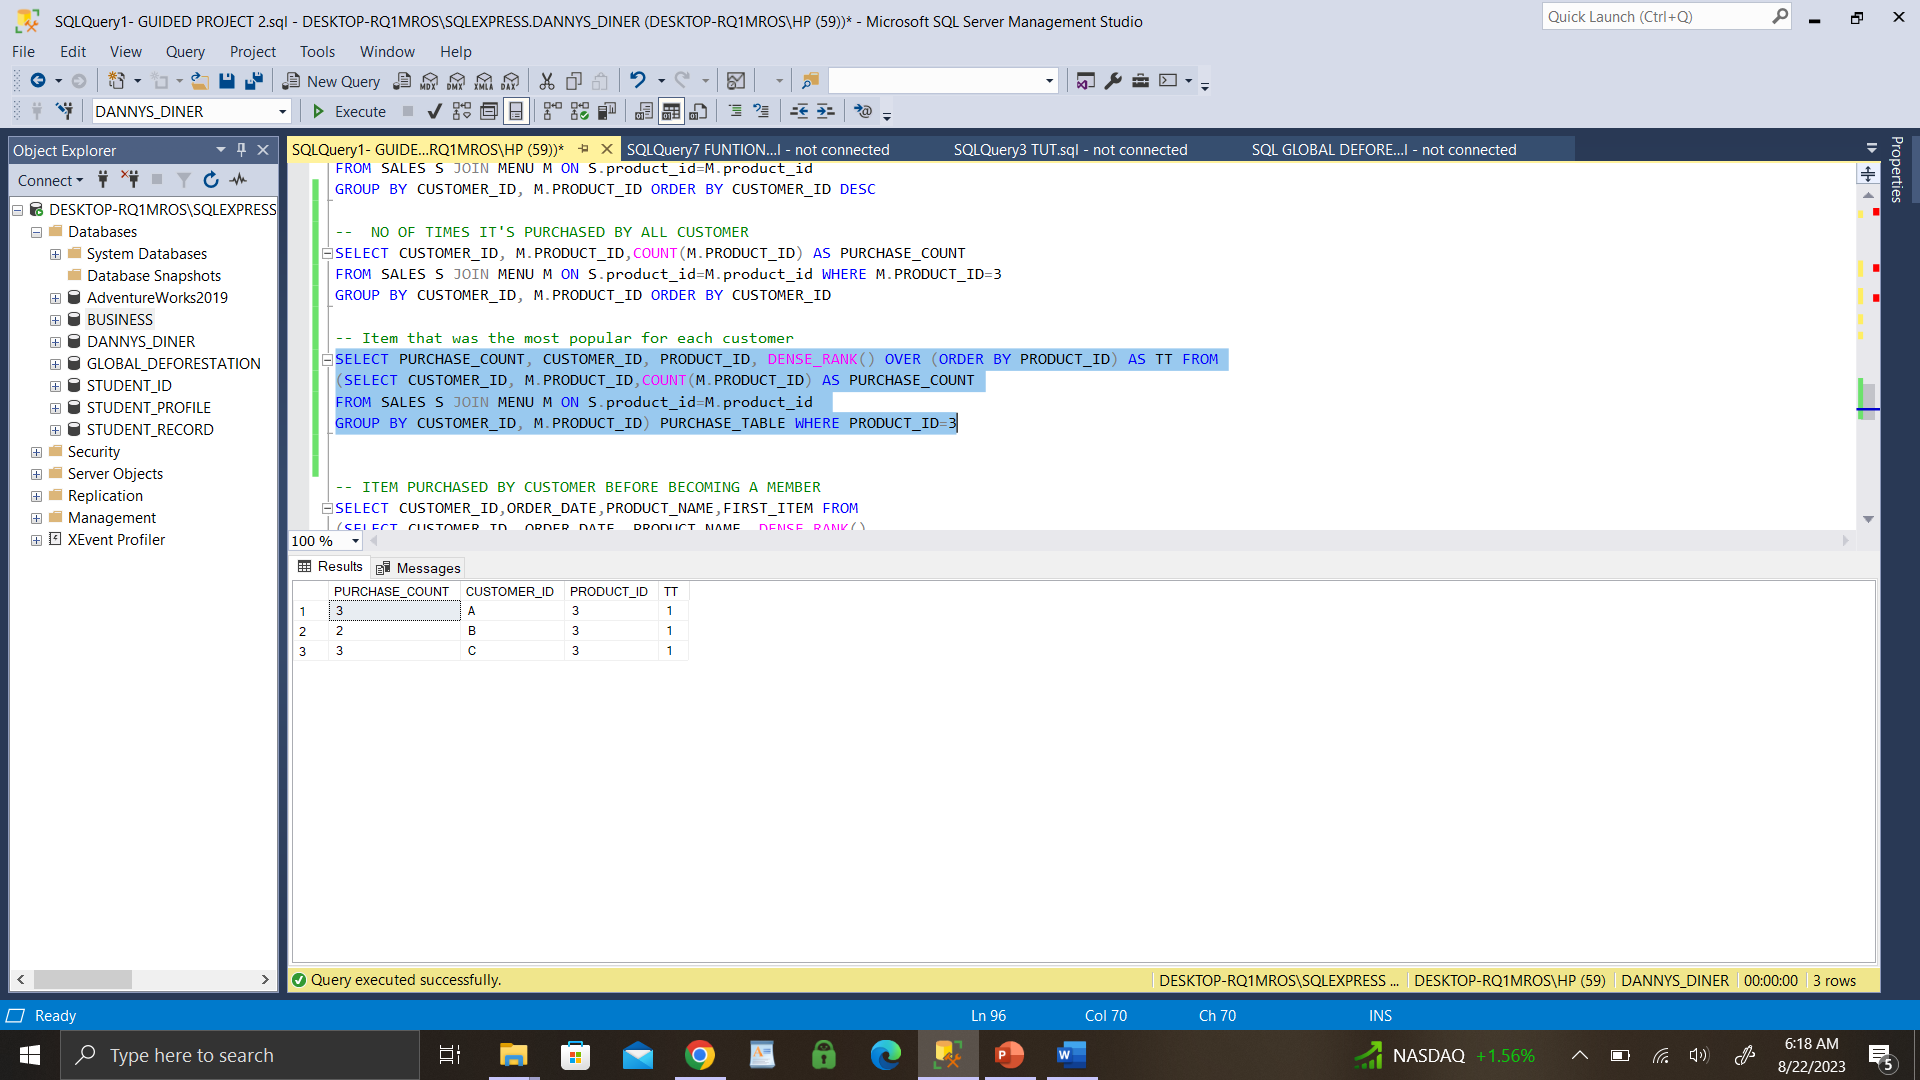 SQLQuery1- GUIDED PROJECT 2.sql - DESKTOP-RQ1MROS\SQLEXPRESS.DANNYS_DINER (DESKTOP-RQ1MROS\HP (59))* - Microsoft SQL Server Management Studio
Quick Launch (Ctrl+Q)
File Edit View Query Project Tools Window Help
New Query MDX DMX XMLA DAX
DANNYS_DINER Execute
Object Explorer
Connect
DESKTOP-RQ1MROS\SQLEXPRESS
Databases
System Databases
Database Snapshots
AdventureWorks2019
BUSINESS
DANNYS_DINER
GLOBAL_DEFORESTATION
STUDENT_ID
STUDENT_PROFILE
STUDENT_RECORD
Security
Server Objects
Replication
Management
XEvent Profiler
SQLQuery1- GUIDE...RQ1MROS\HP (59))* SQLQuery7 FUNTION...l - not connected SQLQuery3 TUT.sql - not connected SQL GLOBAL DEFORE...l - not connected
Properties
FROM SALES S JOIN MENU M ON S.product_id=M.product_id
GROUP BY CUSTOMER_ID, M.PRODUCT_ID ORDER BY CUSTOMER_ID DESC
--  NO OF TIMES IT'S PURCHASED BY ALL CUSTOMER
SELECT CUSTOMER_ID, M.PRODUCT_ID,COUNT(M.PRODUCT_ID) AS PURCHASE_COUNT
FROM SALES S JOIN MENU M ON S.product_id=M.product_id WHERE M.PRODUCT_ID=3
GROUP BY CUSTOMER_ID, M.PRODUCT_ID ORDER BY CUSTOMER_ID
-- Item that was the most popular for each customer
SELECT PURCHASE_COUNT, CUSTOMER_ID, PRODUCT_ID, DENSE_RANK() OVER (ORDER BY PRODUCT_ID) AS TT FROM
(SELECT CUSTOMER_ID, M.PRODUCT_ID,COUNT(M.PRODUCT_ID) AS PURCHASE_COUNT
FROM SALES S JOIN MENU M ON S.product_id=M.product_id
GROUP BY CUSTOMER_ID, M.PRODUCT_ID) PURCHASE_TABLE WHERE PRODUCT_ID=3
-- ITEM PURCHASED BY CUSTOMER BEFORE BECOMING A MEMBER
SELECT CUSTOMER_ID,ORDER_DATE,PRODUCT_NAME,FIRST_ITEM FROM
(SELECT CUSTOMER_ID, ORDER_DATE, PRODUCT_NAME, DENSE_RANK()
100 %
Results Messages
PURCHASE_COUNT CUSTOMER_ID PRODUCT_ID TT
1 3 A 3 1
2 2 B 3 1
3 3 C 3 1
Query executed successfully. DESKTOP-RQ1MROS\SQLEXPRESS ... DESKTOP-RQ1MROS\HP (59) DANNYS_DINER 00:00:00 3 rows
Ready Ln 96 Col 70 Ch 70 INS
Type here to search
NASDAQ +1.56%
6:18 AM
8/22/2023
5